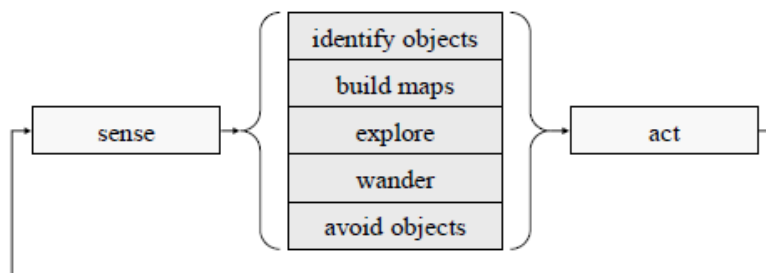 identify objects
build maps
sense
explore
act
wander
avoid objects